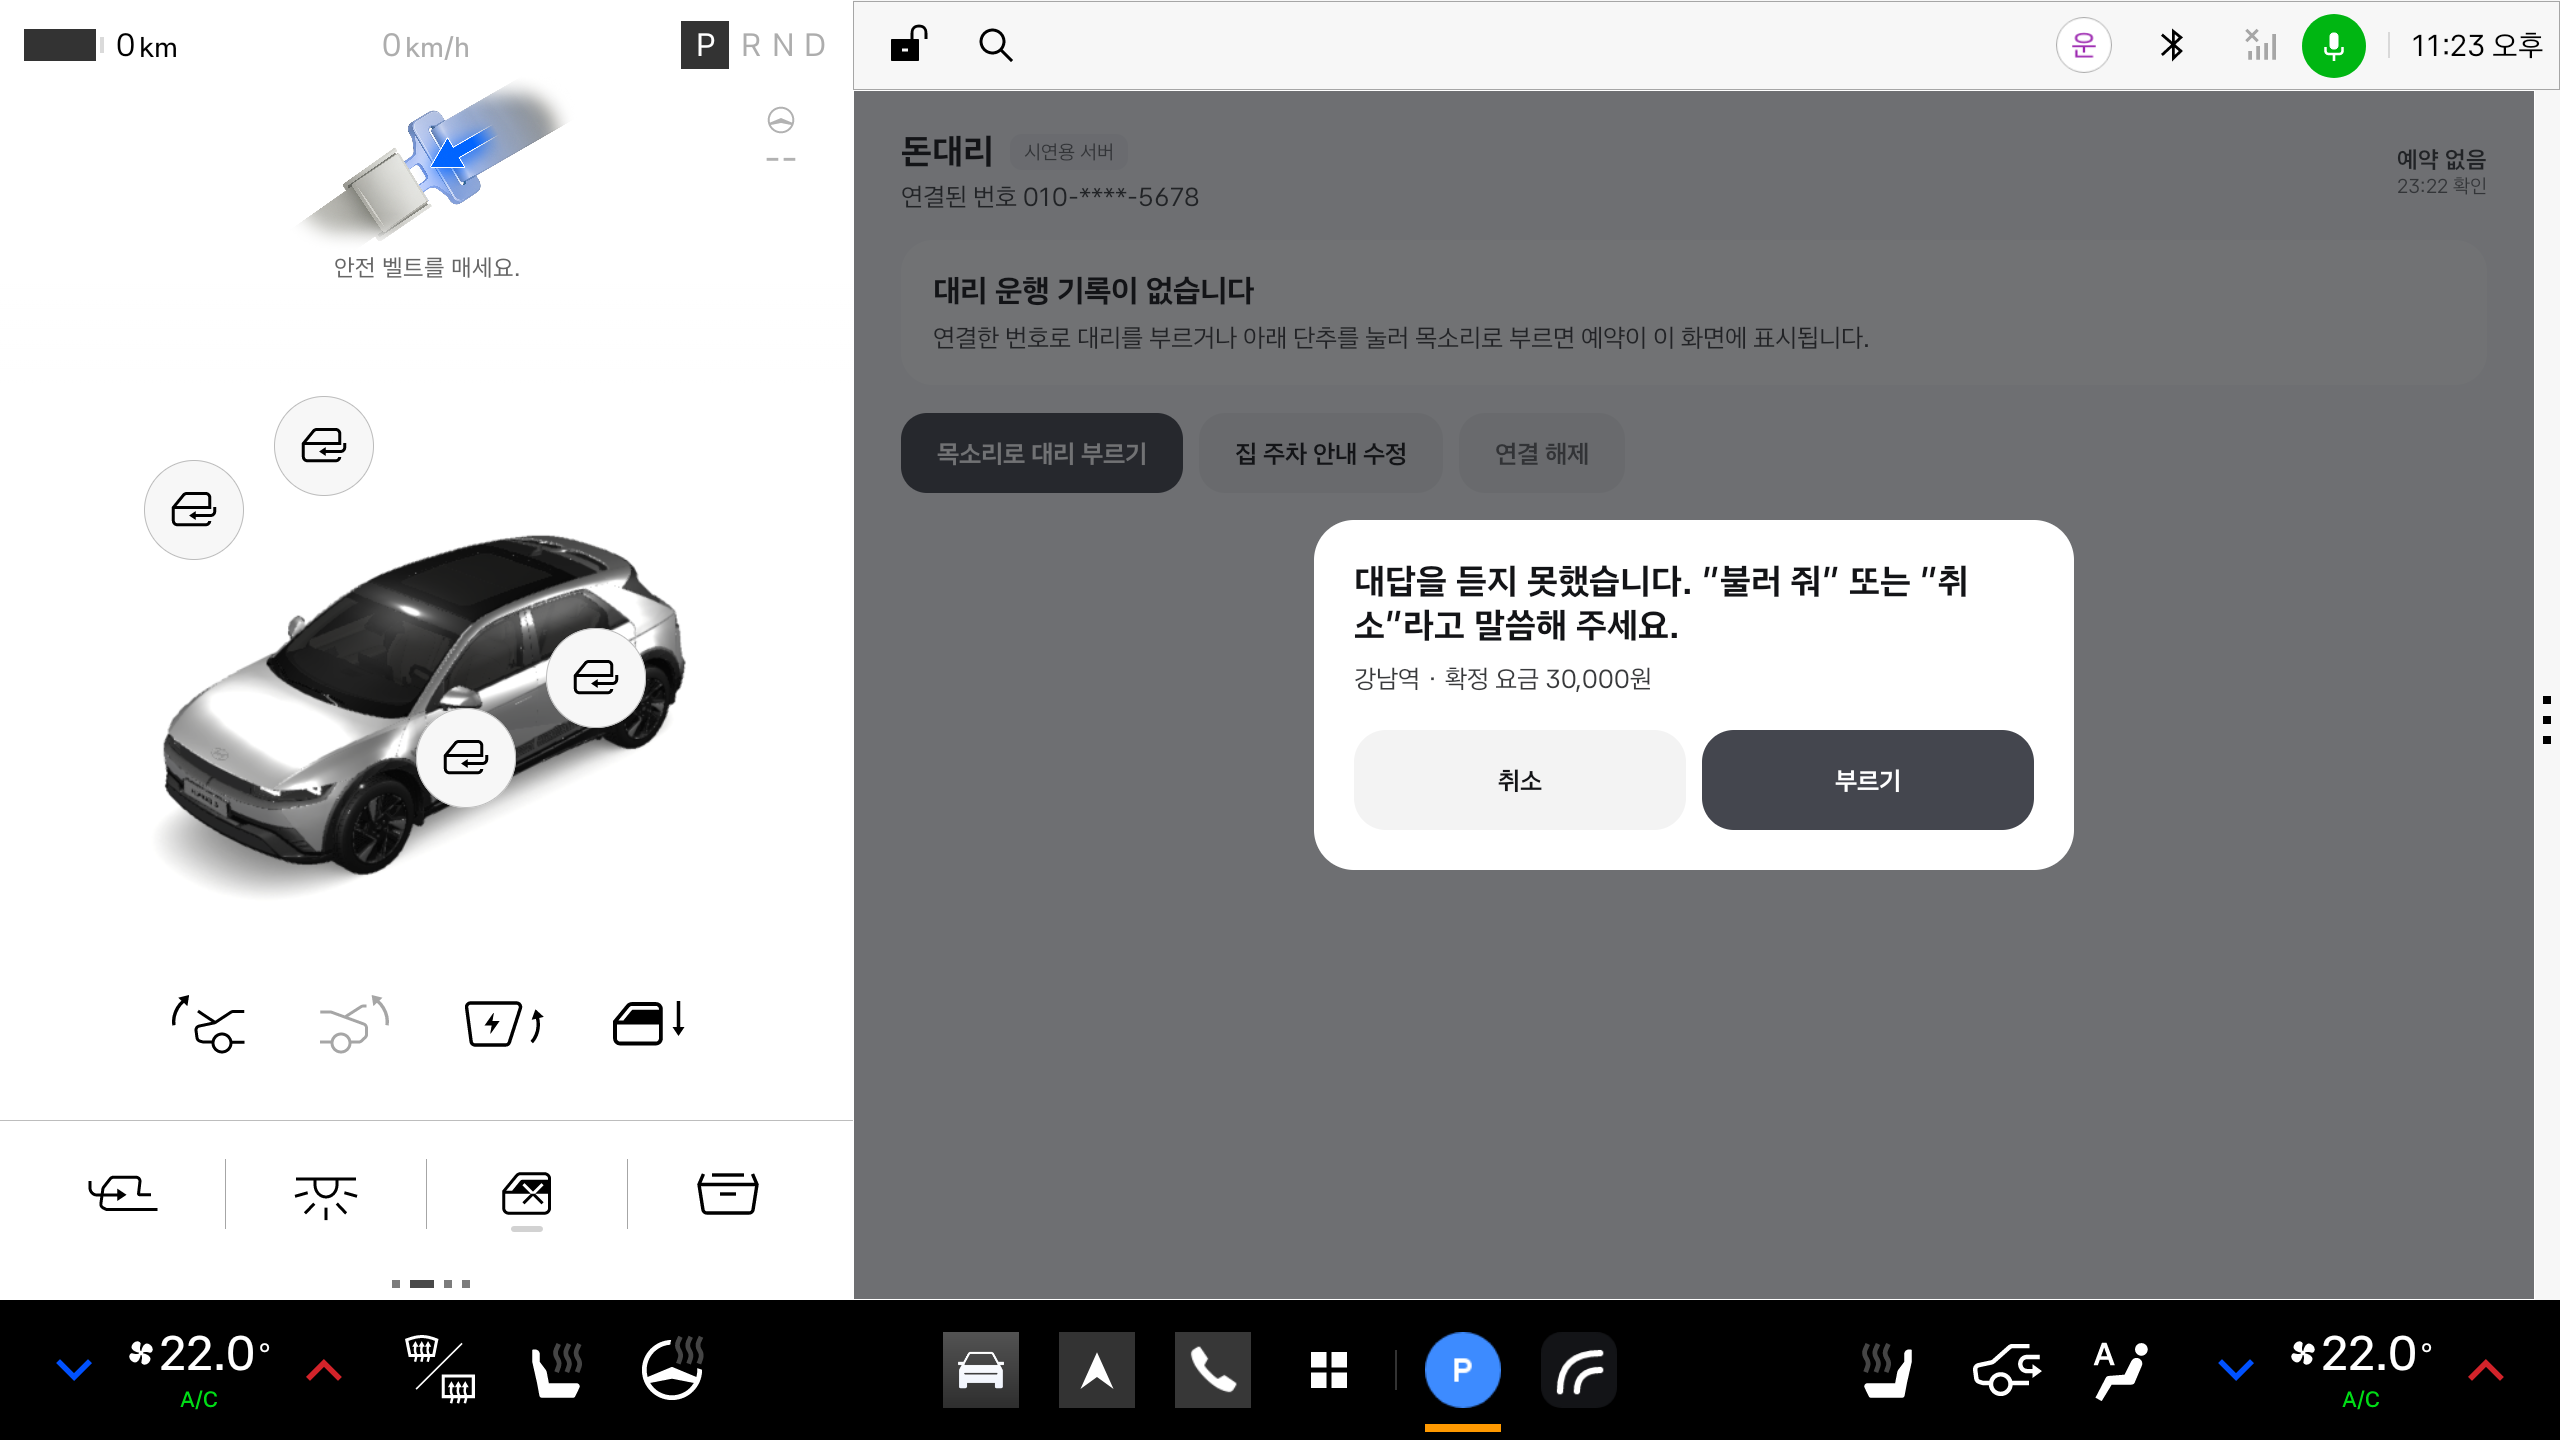 0 km
0 km/h
P R N D
운
11:23 오후
안전 벨트를 매세요.
돈대리 시연용 서버
연결된 번호 010-****-5678
예약 없음
23:22 확인
대리 운행 기록이 없습니다
연결한 번호로 대리를 부르거나 아래 단추를 눌러 목소리로 부르면 예약이 이 화면에 표시됩니다.
목소리로 대리 부르기
집 주차 안내 수정
연결 해제
대답을 듣지 못했습니다. "불러 줘" 또는 "취
소"라고 말씀해 주세요.
강남역 · 확정 요금 30,000원
취소
부르기
22.0°
A/C
P
A
22.0°
A/C